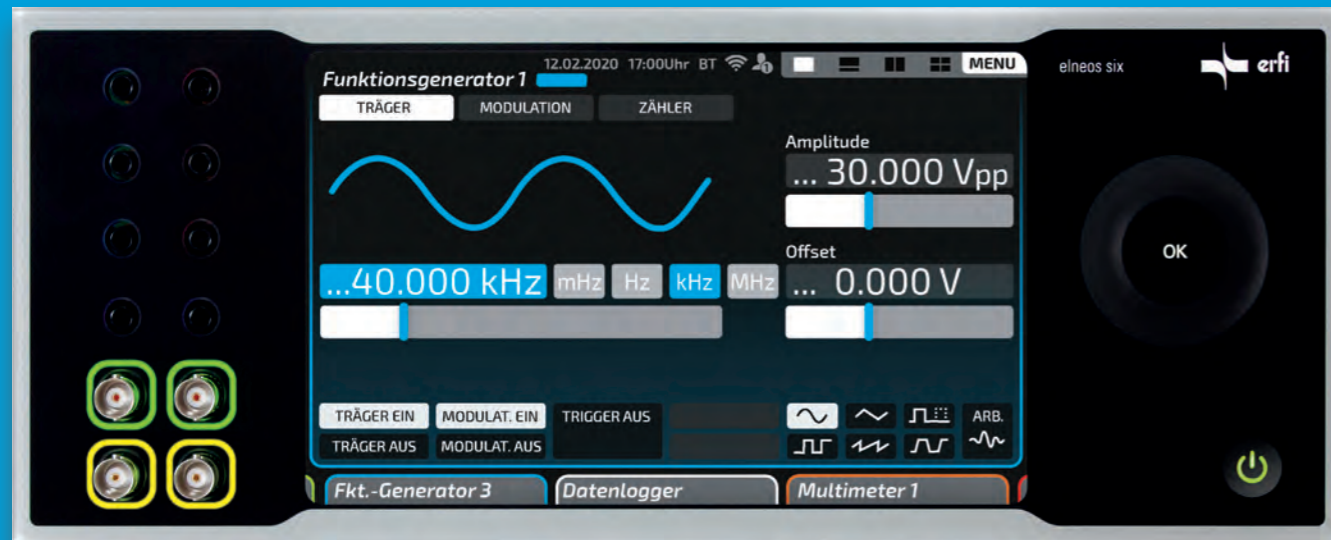 12.02.2020 17:00Uhr BT 1
MENU
Funktionsgenerator 1
TRÄGER MODULATION ZÄHLER
Amplitude
... 30.000 Vpp
Offset
...40.000 kHz mHz Hz kHz MHz
... 0.000 V
TRÄGER EIN MODULAT. EIN TRIGGER AUS
TRÄGER AUS MODULAT. AUS
ARB.
Fkt.-Generator 3 Datenlogger Multimeter 1
elneos six
erfi
OK